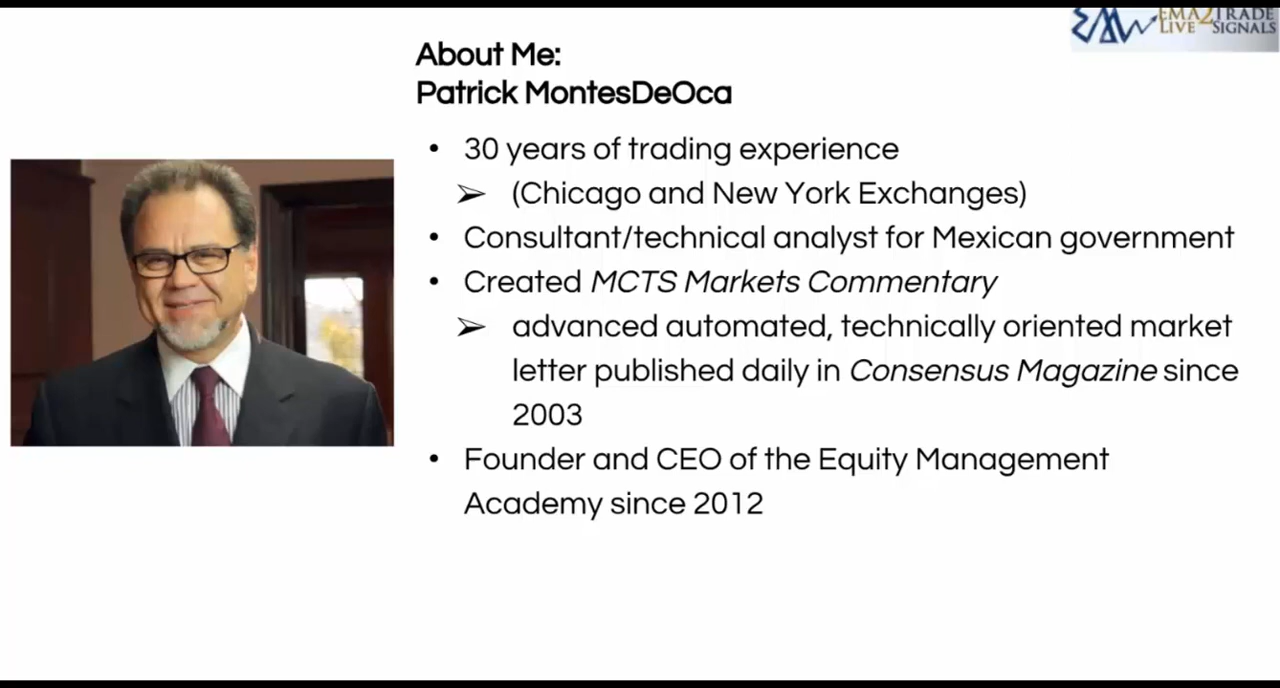 EMA2TRADE
LIVE SIGNALS
About Me:
Patrick MontesDeOca
• 30 years of trading experience
➢ (Chicago and New York Exchanges)
• Consultant/technical analyst for Mexican government
• Created MCTS Markets Commentary
➢ advanced automated, technically oriented market
letter published daily in Consensus Magazine since
2003
• Founder and CEO of the Equity Management
Academy since 2012